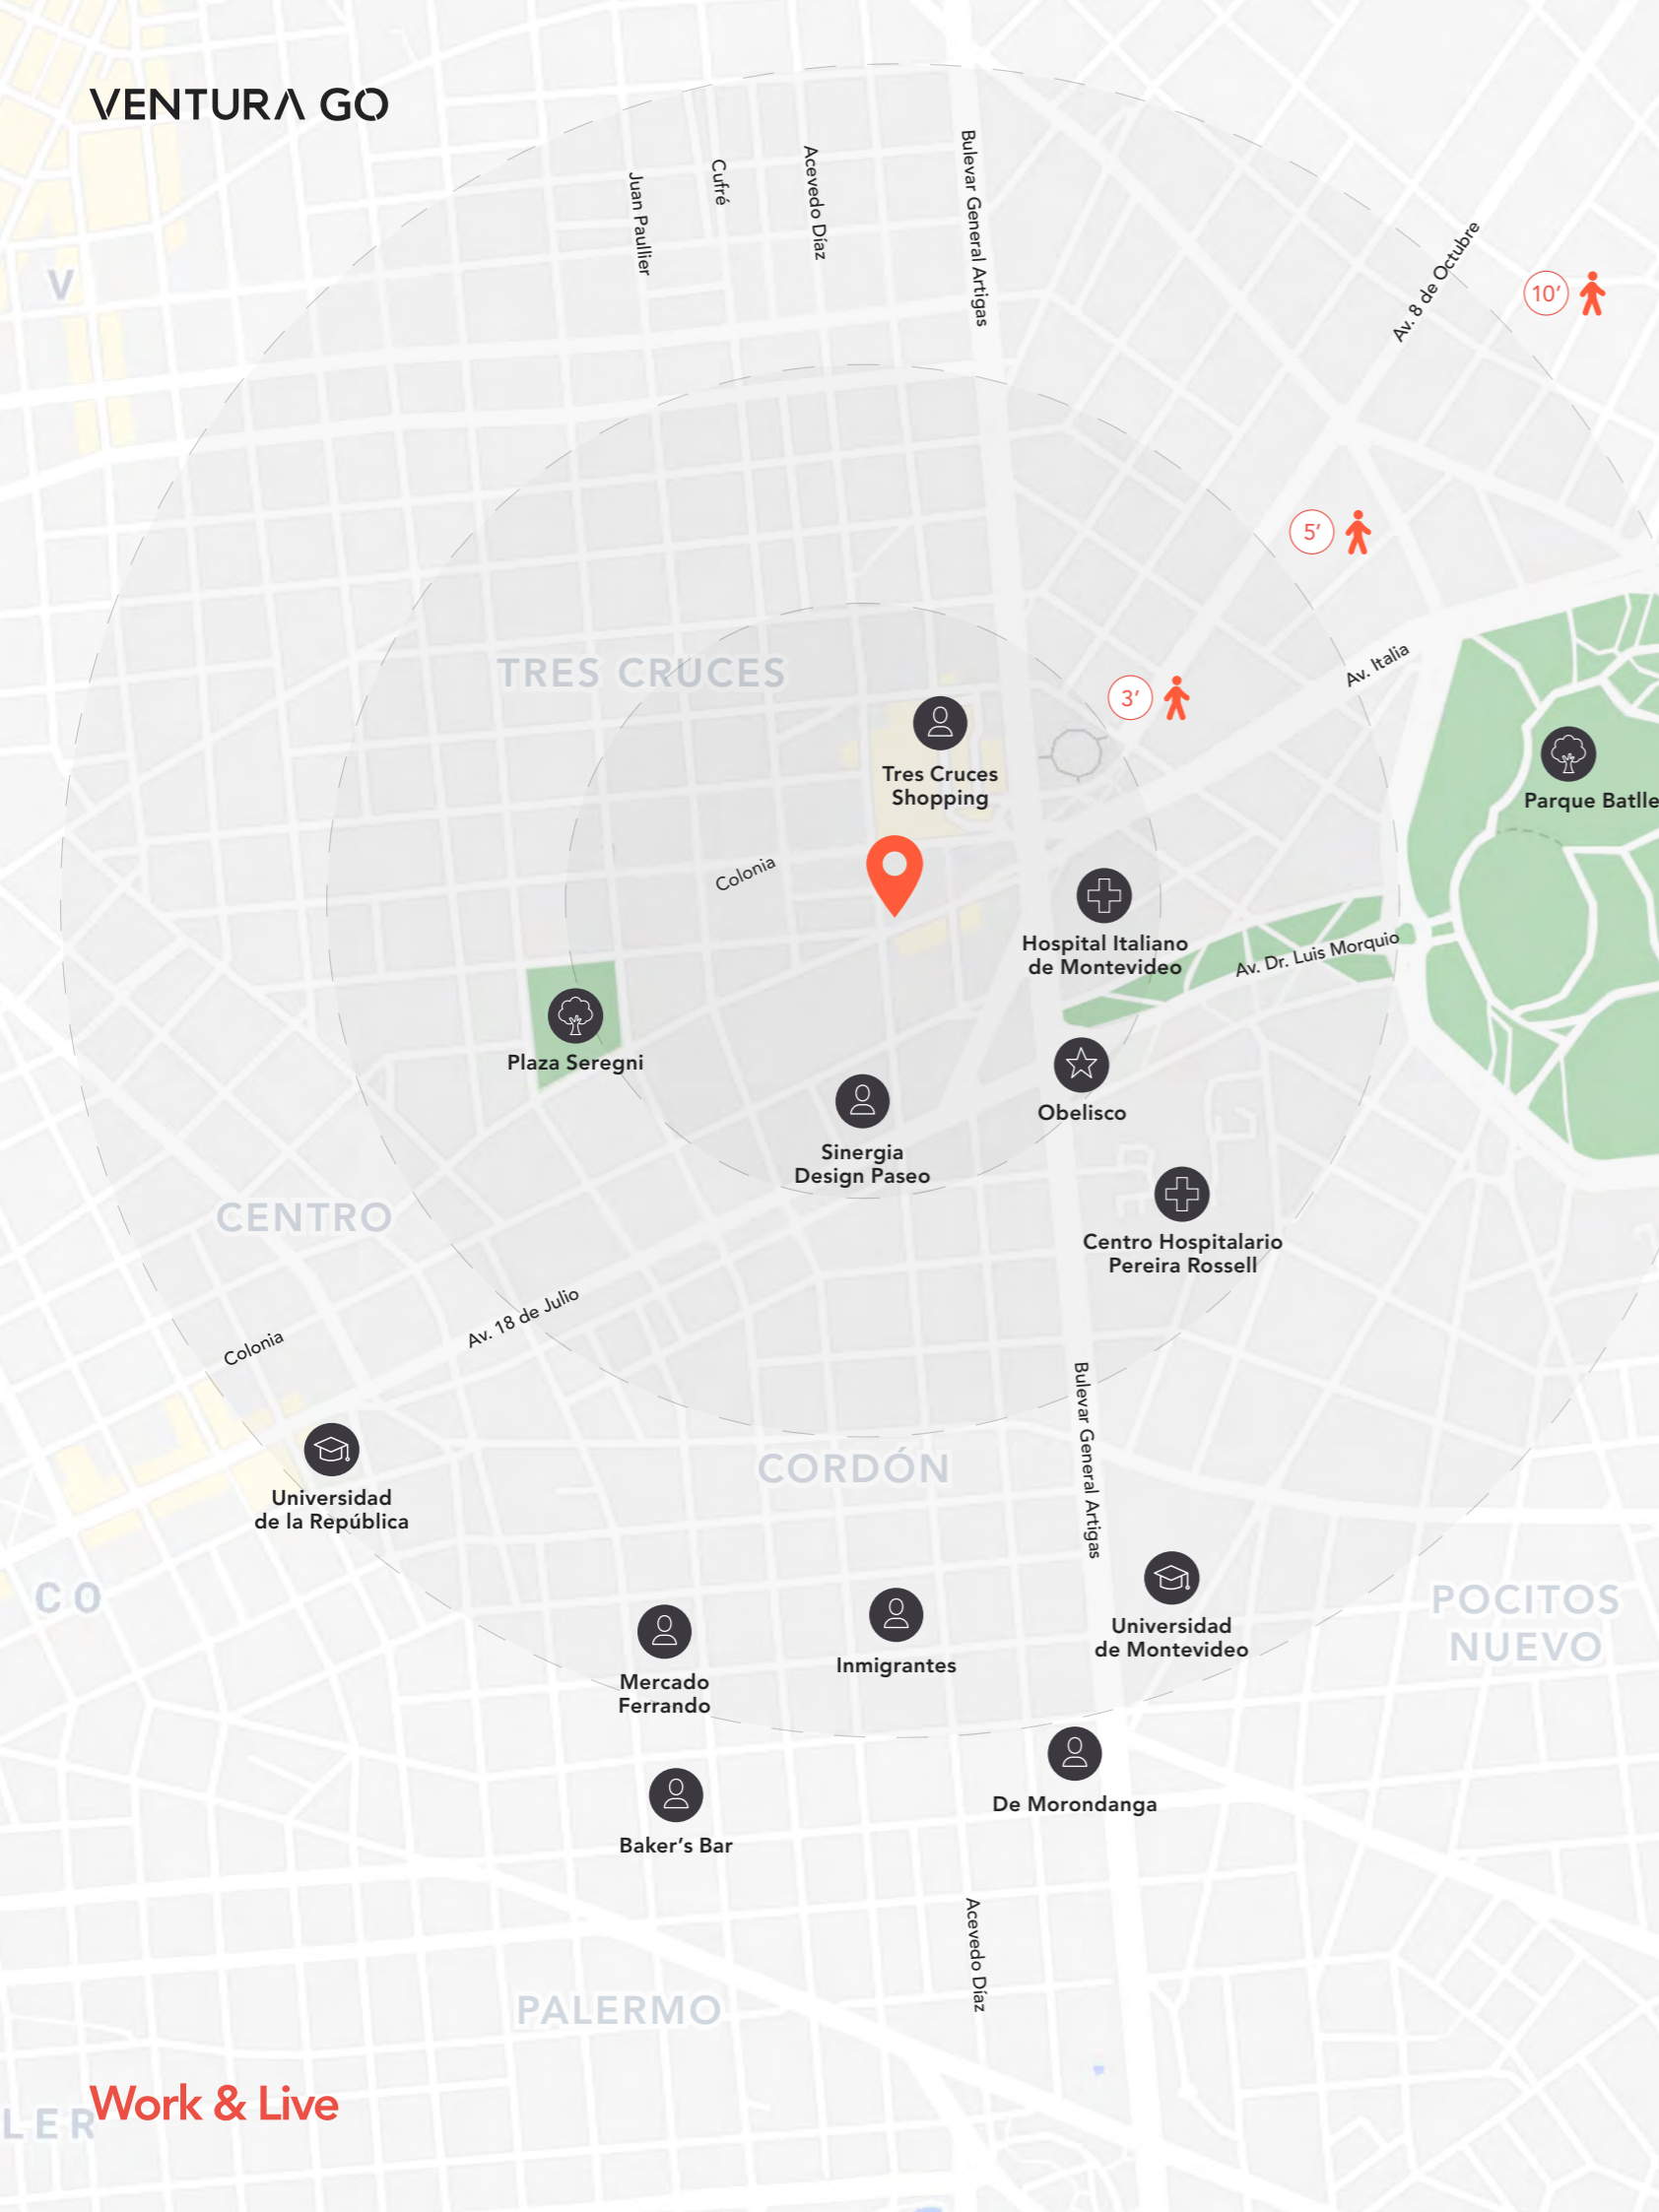 VENTURA GO
Juan Paullier
Cufré
Acevedo Díaz
Bulevar General Artigas
Av. 8 de Octubre
V
10’
5’
3’
Av. Italia
TRES CRUCES
Tres Cruces
Shopping
Parque Batlle
Colonia
Hospital Italiano
de Montevideo
Av. Dr. Luis Morquio
Plaza Seregni
Obelisco
Sinergia
Design Paseo
CENTRO
Centro Hospitalario
Pereira Rossell
Av. 18 de Julio
Colonia
Bulevar General Artigas
CORDÓN
Universidad
de la República
CO
POCITOS
NUEVO
Universidad
de Montevideo
Inmigrantes
Mercado
Ferrando
De Morondanga
Baker’s Bar
Acevedo Díaz
PALERMO
LER
Work & Live